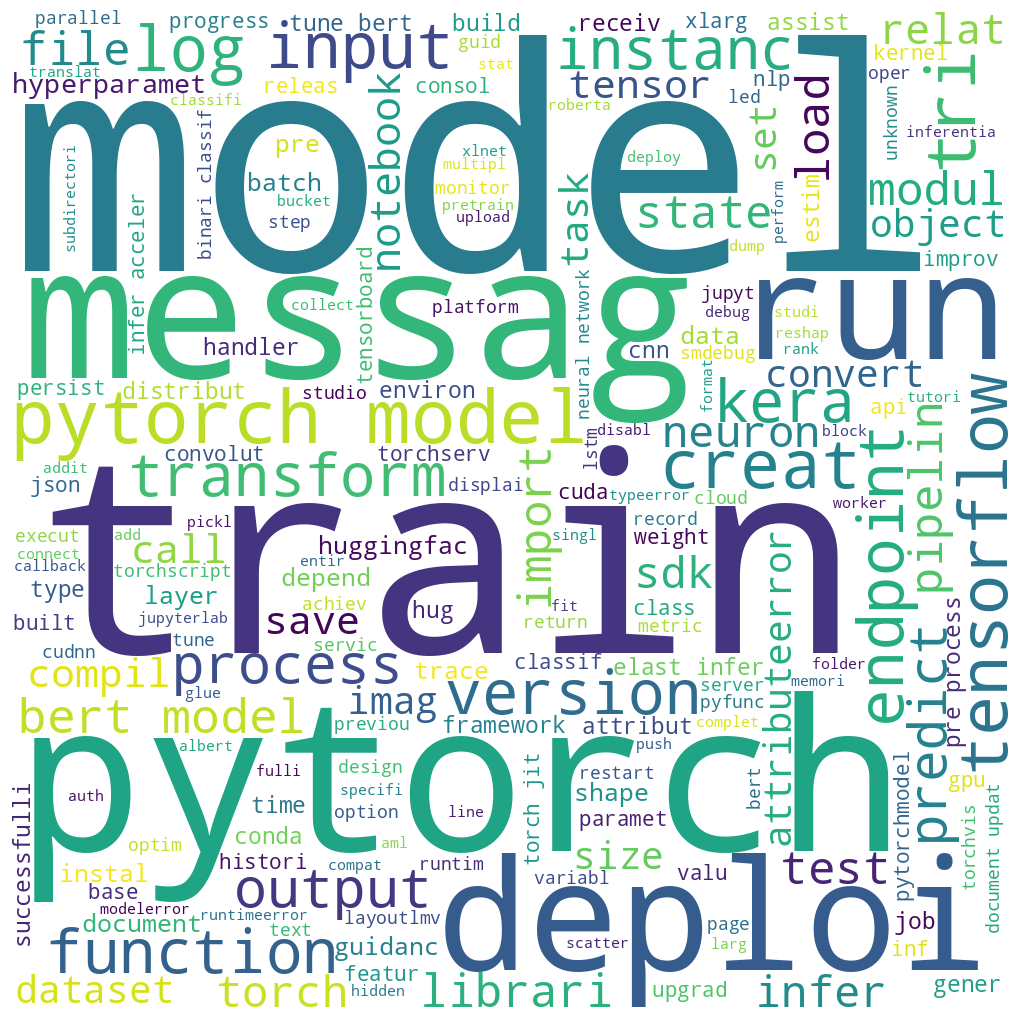 parallel
progress
tune bert
build
receiv
xlarg
assist
relat
file
log
input
guid
instanc
kernel
translat
stat
tensor
nlp
oper
tri
hyperparamet
classifi
releas
consol
roberta
led
set
load
unknown
inferentia
model
subdirectori
binari classif
pre
notebook
xlnet
multipl
batch
bucket
monitor
pretrain
step
upload
deploy
task
state
perform
estim
modul
object
dump
improv
infer acceler
messag
run
collect
tensorboard
platform
neural network
jupyt
debug
studi
reshap
data
handler
cnn
smdebug
rank
format
convert
persist
distribut
studio
environ
kera
api
tutori
pytorch model
convolut
torchserv
lstm
disabl
neuron
block
tensorflow
addit
json
transform
displai
import
creat
endpoint
pipelin
cuda
typeerror
cloud
worker
train
pickl
record
execut
add
call
huggingfac
singl
weight
connect
entir
callback
torchscript
depend
sdk
attributeerror
type
layer
achiev
hug
fit
class
built
jupyterlab
save
return
metric
pre process
cudnn
tune
servic
predict
compil
process
trace
classif
elast infer
folder
glue
imag
version
server
memori
pyfunc
bert model
previou
framework
attribut
complet
albert
push
pytorch
fulli
design
torch jit
restart
bert
pytorchmodel
gpu
auth
specifi
shape
torchvis
document updat
successfulli
time
option
line
paramet
optim
conda
instal
histori
compat
aml
runtim
size
test
base
output
variabl
valu
deploi
modelerror
document
runtimeerror
layoutlmv
page
job
text
function
guidanc
scatter
larg
inf
featur
dataset
torch
hidden
librari
upgrad
infer
gener